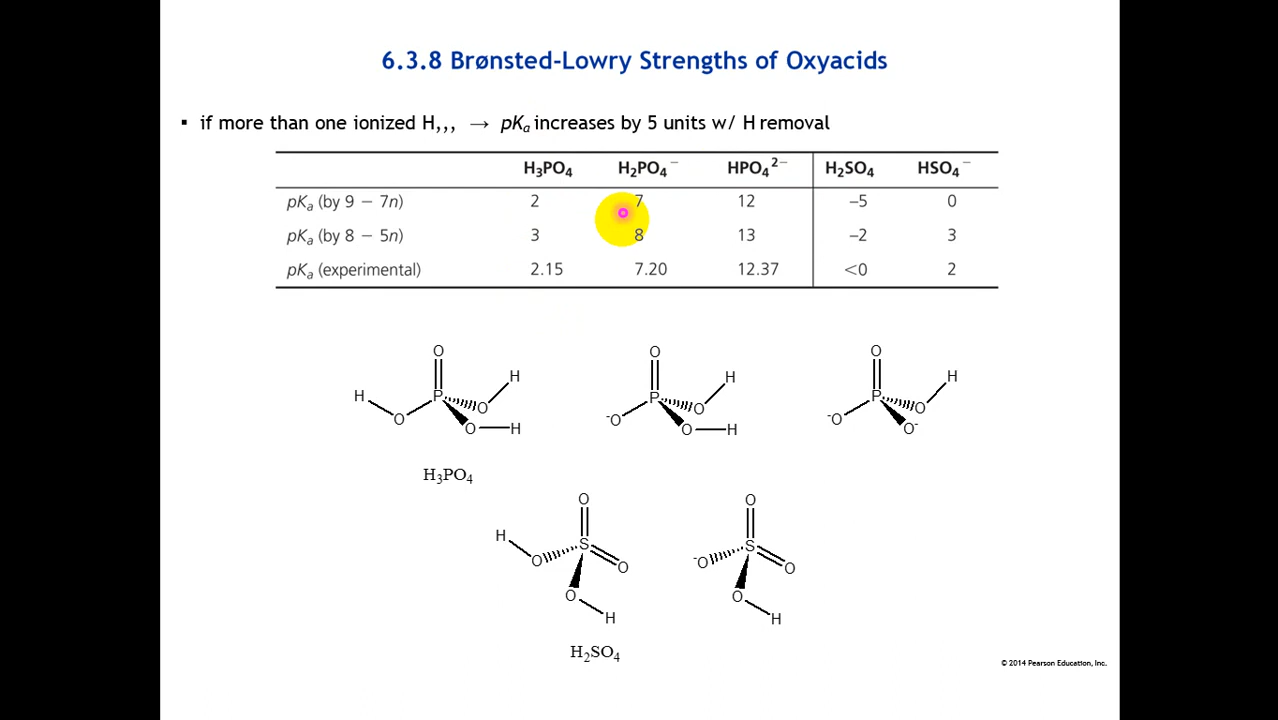 6.3.8 Brønsted-Lowry Strengths of Oxyacids
▪ if more than one ionized H,,, → pKa increases by 5 units w/ H removal
H₃PO₄ H₂PO₄⁻ HPO₄²⁻ H₂SO₄ HSO₄⁻
pKa (by 9 − 7n) 2 7 12 −5 0
pKa (by 8 − 5n) 3 8 13 −2 3
pKa (experimental) 2.15 7.20 12.37 <0 2
O O O
H P H P H P H
O O ⁻O O ⁻O O
O H O H O⁻
H₃PO₄
O O
H S S
O O ⁻O O
O O
H H
H₂SO₄
© 2014 Pearson Education, Inc.